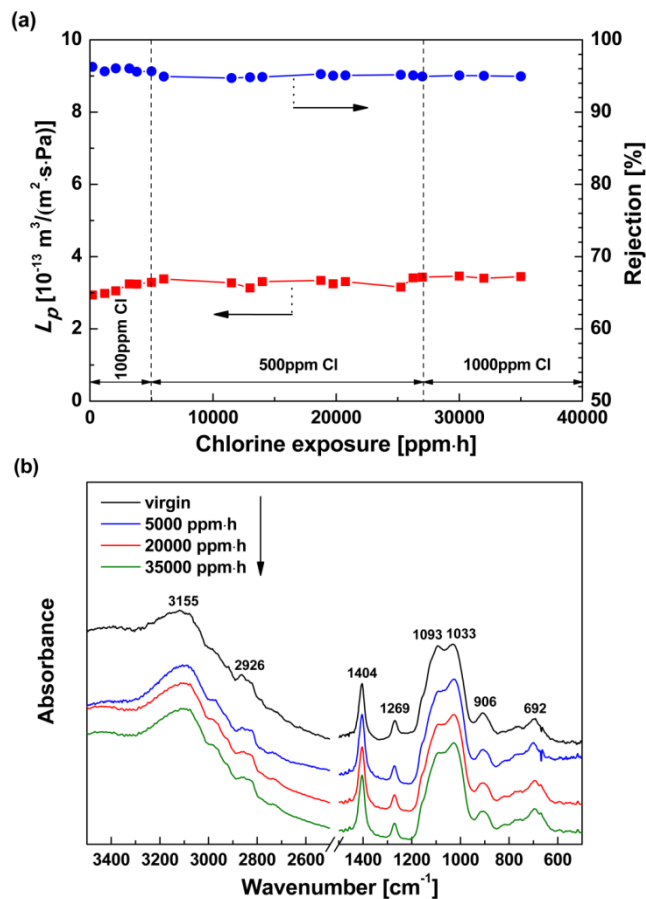 (a)
10
8
6
4
2
0
Lp [10⁻¹³ m³/(m²·s·Pa)]
100
90
80
70
60
50
Rejection [%]
100ppm Cl
500ppm Cl
1000ppm Cl
0
10000
20000
30000
40000
Chlorine exposure [ppm·h]
(b)
virgin
5000 ppm·h
20000 ppm·h
35000 ppm·h
3155
2926
1404
1269
1093
1033
906
692
Absorbance
3400
3200
3000
2800
2600
1400
1200
1000
800
600
Wavenumber [cm⁻¹]